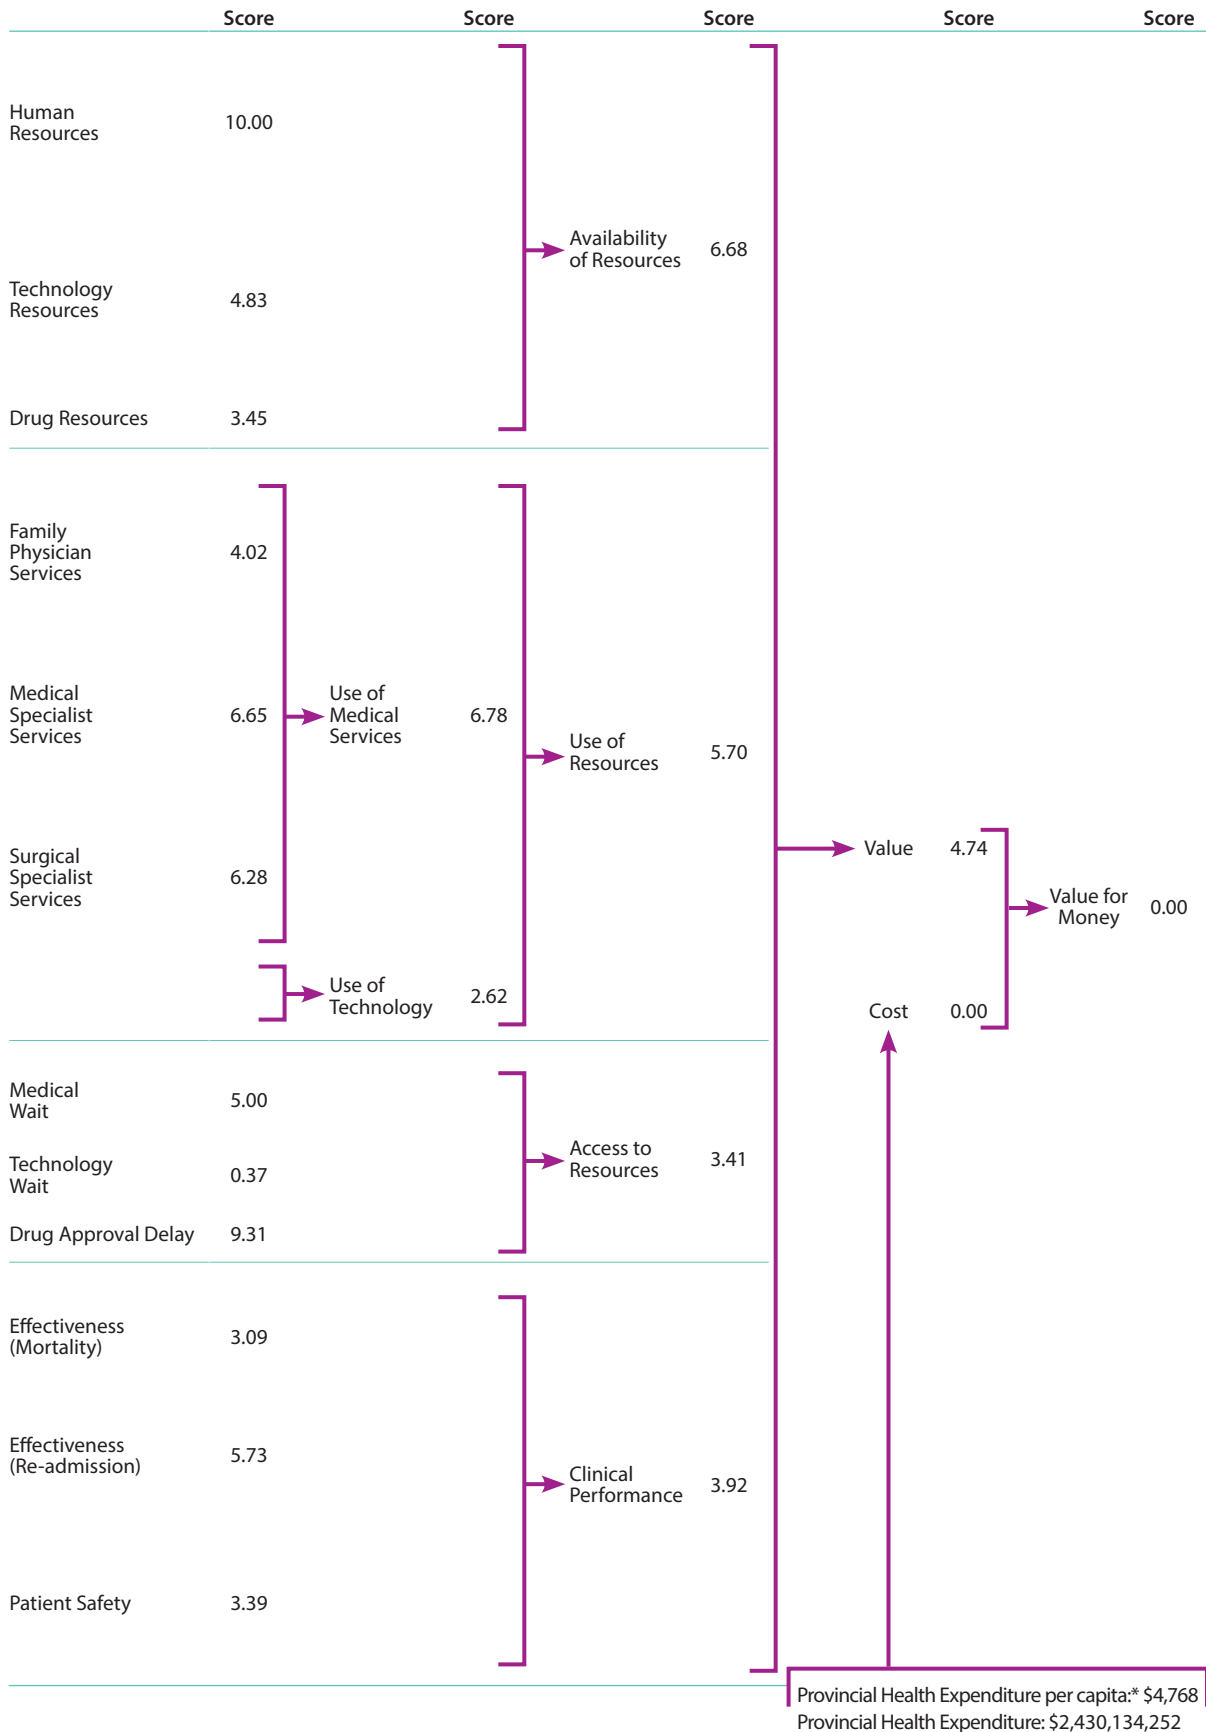 Score Score Score Score Score
Human
Resources
10.00
Availability
of Resources
6.68
Technology
Resources
4.83
Drug Resources 3.45
Family
Physician
Services
4.02
Medical
Specialist
Services
6.65
Use of
Medical
Services
6.78
Use of
Resources
5.70
Surgical
Specialist
Services
6.28
Use of
Technology
2.62
Value 4.74
Value for
Money
0.00
Cost 0.00
Medical
Wait
5.00
Technology
Wait
0.37
Drug Approval Delay 9.31
Access to
Resources
3.41
Effectiveness
(Mortality)
3.09
Effectiveness
(Re-admission)
5.73
Clinical
Performance
3.92
Patient Safety 3.39
Provincial Health Expenditure per capita:* $4,768
Provincial Health Expenditure: $2,430,134,252